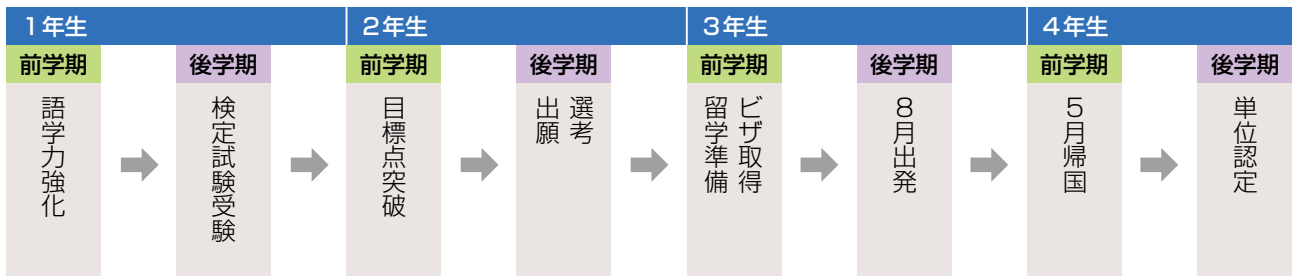 1年生
2年生
3年生
4年生
前学期
後学期
前学期
後学期
前学期
後学期
前学期
後学期
語学力強化
検定試験受験
目標点突破
選考
出願
ビザ取得
留学準備
8月出発
5月帰国
単位認定